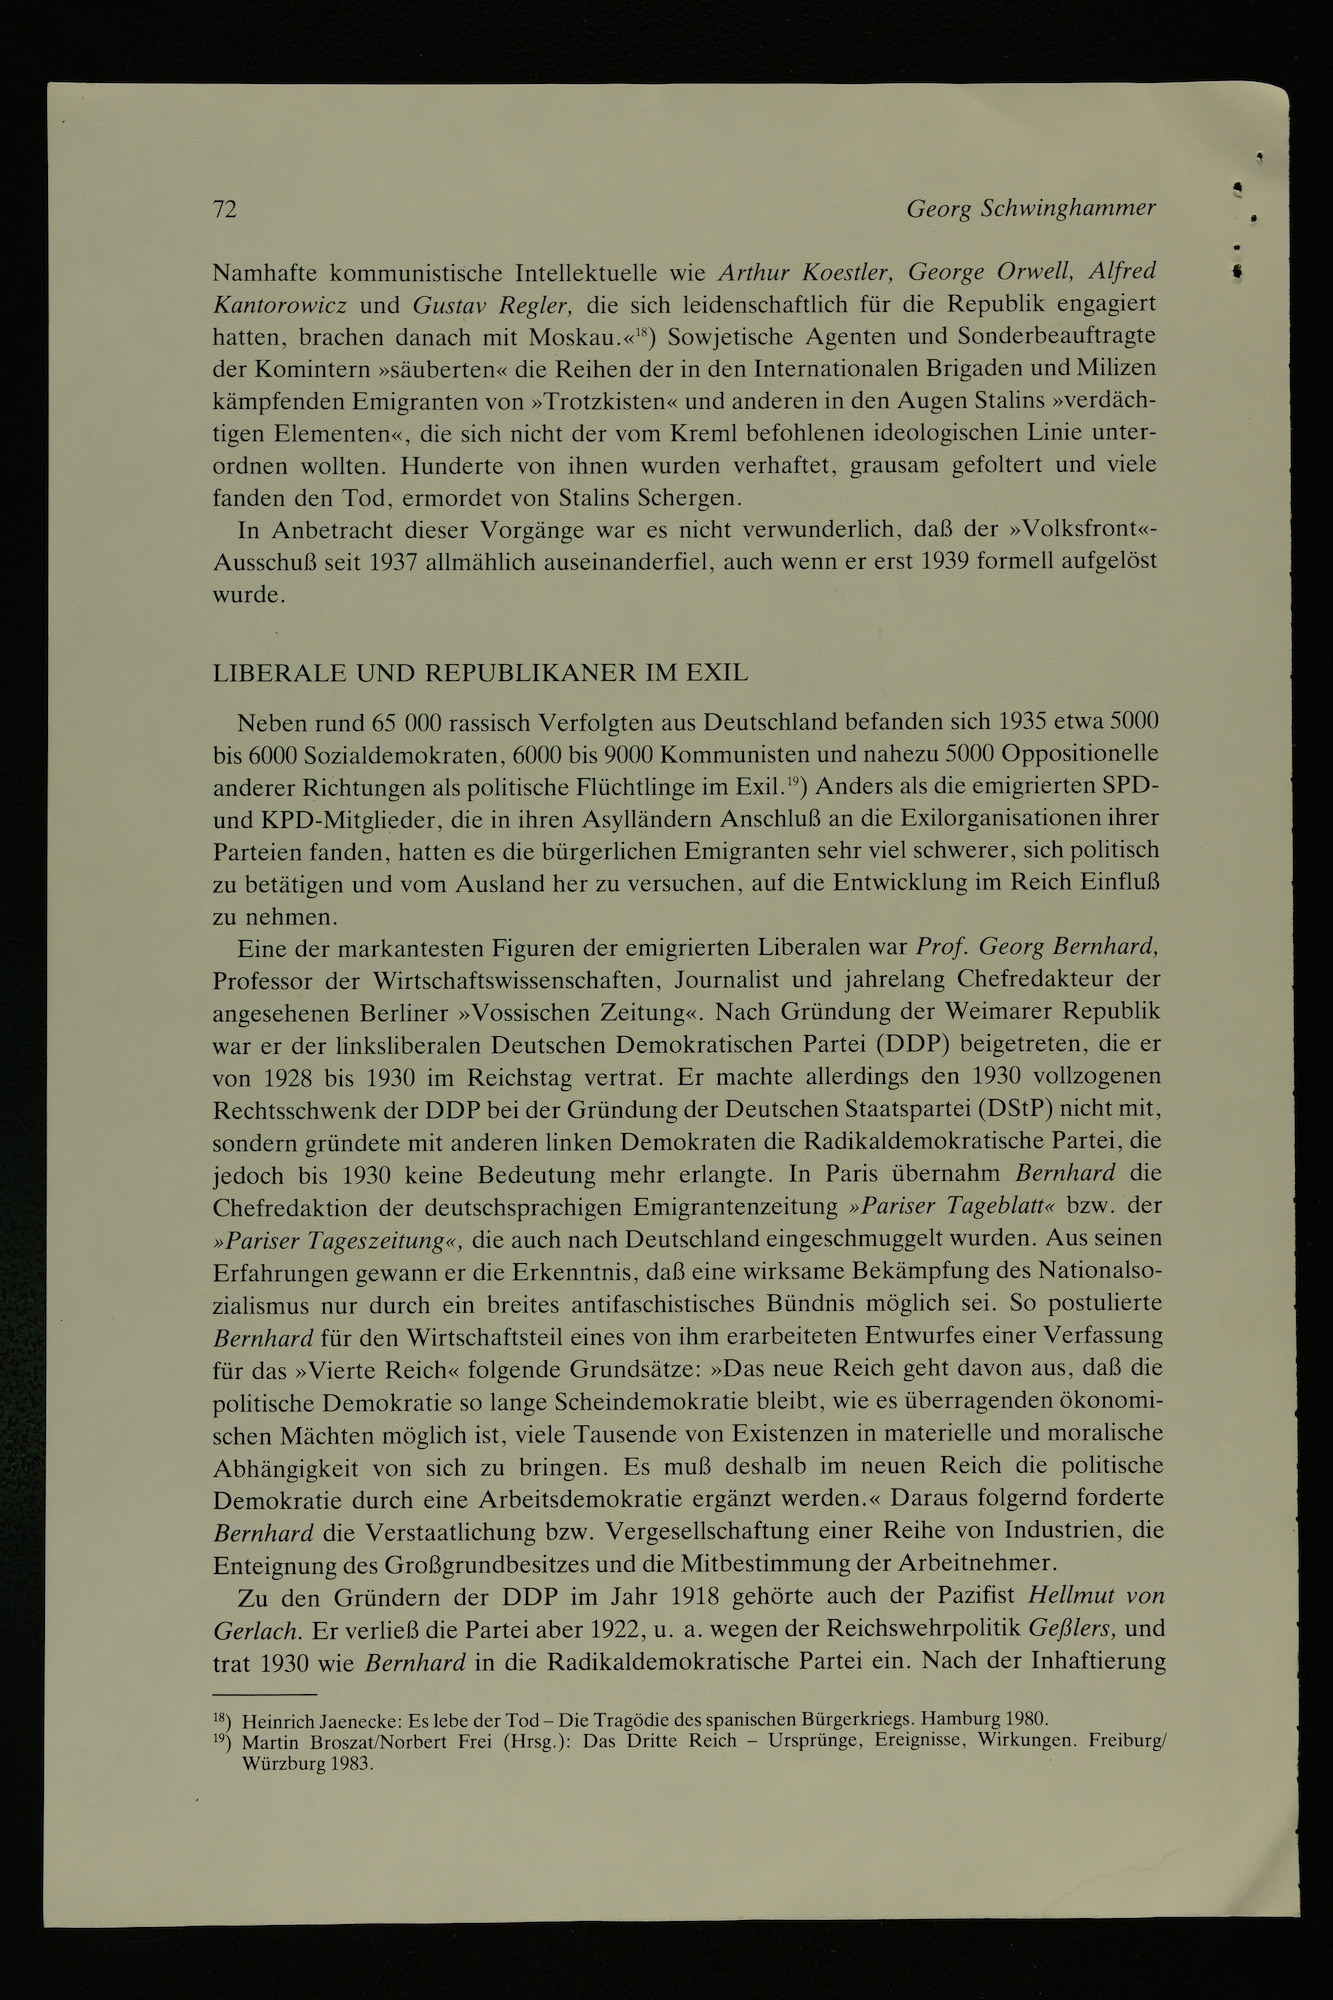 72
Georg Schwinghammer
Namhafte kommunistische Intellektuelle wie Arthur Koestler, George Orwell, Alfred
Kantorowicz und Gustav Regler, die sich leidenschaftlich für die Republik engagiert
hatten, brachen danach mit Moskau.«¹⁸) Sowjetische Agenten und Sonderbeauftragte
der Komintern »säuberten« die Reihen der in den Internationalen Brigaden und Milizen
kämpfenden Emigranten von »Trotzkisten« und anderen in den Augen Stalins »verdäch-
tigen Elementen«, die sich nicht der vom Kreml befohlenen ideologischen Linie unter-
ordnen wollten. Hunderte von ihnen wurden verhaftet, grausam gefoltert und viele
fanden den Tod, ermordet von Stalins Schergen.
In Anbetracht dieser Vorgänge war es nicht verwunderlich, daß der »Volksfront«-
Ausschuß seit 1937 allmählich auseinanderfiel, auch wenn er erst 1939 formell aufgelöst
wurde.
LIBERALE UND REPUBLIKANER IM EXIL
Neben rund 65 000 rassisch Verfolgten aus Deutschland befanden sich 1935 etwa 5000
bis 6000 Sozialdemokraten, 6000 bis 9000 Kommunisten und nahezu 5000 Oppositionelle
anderer Richtungen als politische Flüchtlinge im Exil.¹⁹) Anders als die emigrierten SPD-
und KPD-Mitglieder, die in ihren Asylländern Anschluß an die Exilorganisationen ihrer
Parteien fanden, hatten es die bürgerlichen Emigranten sehr viel schwerer, sich politisch
zu betätigen und vom Ausland her zu versuchen, auf die Entwicklung im Reich Einfluß
zu nehmen.
Eine der markantesten Figuren der emigrierten Liberalen war Prof. Georg Bernhard,
Professor der Wirtschaftswissenschaften, Journalist und jahrelang Chefredakteur der
angesehenen Berliner »Vossischen Zeitung«. Nach Gründung der Weimarer Republik
war er der linksliberalen Deutschen Demokratischen Partei (DDP) beigetreten, die er
von 1928 bis 1930 im Reichstag vertrat. Er machte allerdings den 1930 vollzogenen
Rechtsschwenk der DDP bei der Gründung der Deutschen Staatspartei (DStP) nicht mit,
sondern gründete mit anderen linken Demokraten die Radikaldemokratische Partei, die
jedoch bis 1930 keine Bedeutung mehr erlangte. In Paris übernahm Bernhard die
Chefredaktion der deutschsprachigen Emigrantenzeitung »Pariser Tageblatt« bzw. der
»Pariser Tageszeitung«, die auch nach Deutschland eingeschmuggelt wurden. Aus seinen
Erfahrungen gewann er die Erkenntnis, daß eine wirksame Bekämpfung des Nationalso-
zialismus nur durch ein breites antifaschistisches Bündnis möglich sei. So postulierte
Bernhard für den Wirtschaftsteil eines von ihm erarbeiteten Entwurfes einer Verfassung
für das »Vierte Reich« folgende Grundsätze: »Das neue Reich geht davon aus, daß die
politische Demokratie so lange Scheindemokratie bleibt, wie es überragenden ökonomi-
schen Mächten möglich ist, viele Tausende von Existenzen in materielle und moralische
Abhängigkeit von sich zu bringen. Es muß deshalb im neuen Reich die politische
Demokratie durch eine Arbeitsdemokratie ergänzt werden.« Daraus folgernd forderte
Bernhard die Verstaatlichung bzw. Vergesellschaftung einer Reihe von Industrien, die
Enteignung des Großgrundbesitzes und die Mitbestimmung der Arbeitnehmer.
Zu den Gründern der DDP im Jahr 1918 gehörte auch der Pazifist Hellmut von
Gerlach. Er verließ die Partei aber 1922, u. a. wegen der Reichswehrpolitik Geßlers, und
trat 1930 wie Bernhard in die Radikaldemokratische Partei ein. Nach der Inhaftierung
¹⁸) Heinrich Jaenecke: Es lebe der Tod – Die Tragödie des spanischen Bürgerkriegs. Hamburg 1980.
¹⁹) Martin Broszat/Norbert Frei (Hrsg.): Das Dritte Reich – Ursprünge, Ereignisse, Wirkungen. Freiburg/
Würzburg 1983.